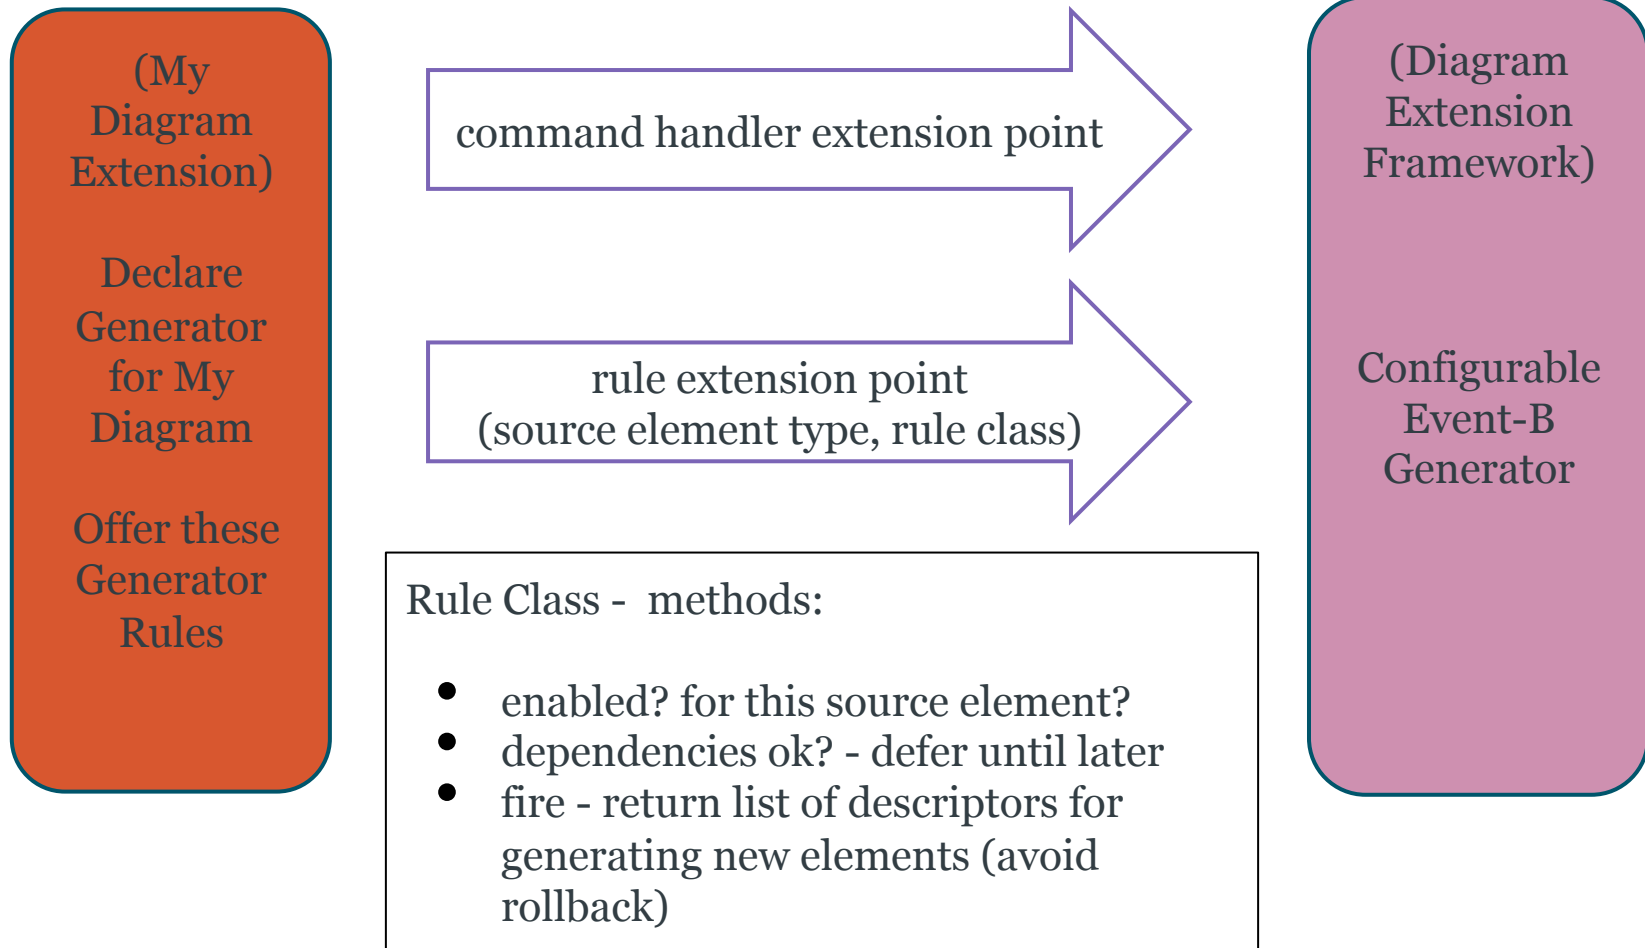 (My
Diagram
Extension)
Declare
Generator
for My
Diagram
Offer these
Generator
Rules
command handler extension point
rule extension point
(source element type, rule class)
Rule Class -  methods:
• enabled? for this source element?
• dependencies ok? - defer until later
• fire - return list of descriptors for
generating new elements (avoid
rollback)
(Diagram
Extension
Framework)
Configurable
Event-B
Generator